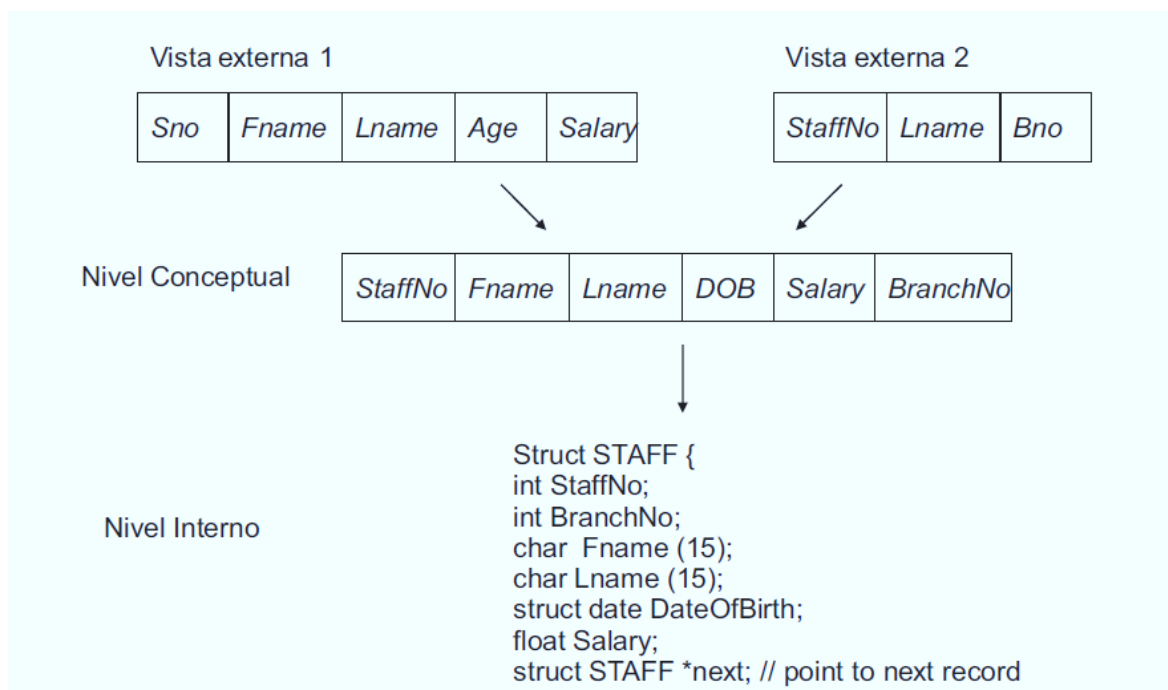 Vista externa 1
Vista externa 2
Sno Fname Lname Age Salary
StaffNo Lname Bno
Nivel Conceptual
StaffNo Fname Lname DOB Salary BranchNo
Nivel Interno
Struct STAFF {
int StaffNo;
int BranchNo;
char Fname (15);
char Lname (15);
struct date DateOfBirth;
float Salary;
struct STAFF *next; // point to next record